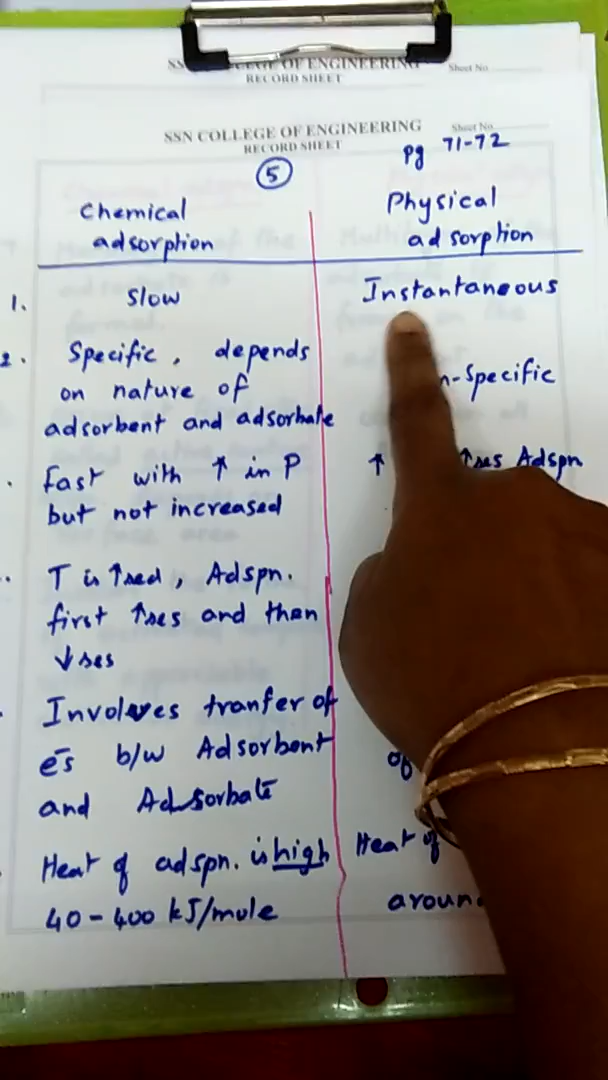 SSN COLLEGE OF ENGINEERING
RECORD SHEET
Sheet No
SSN COLLEGE OF ENGINEERING
RECORD SHEET
Sheet No
Pg 71-72
5
Chemical
adsorption
Physical
adsorption
1. Slow
Instantaneous
2. Specific, depends
on nature of
adsorbent and adsorbate
-Specific
Fast with ↑ in P
but not increased
↑ ↑ses Adspn
T is ↑sed, Adspn.
first ↑ses and then
↓ses
Involves tranfer of
es b/w Adsorbent
and Adsorbate
of
Heat of adspn. is high
40-400 kJ/mole
Heat of